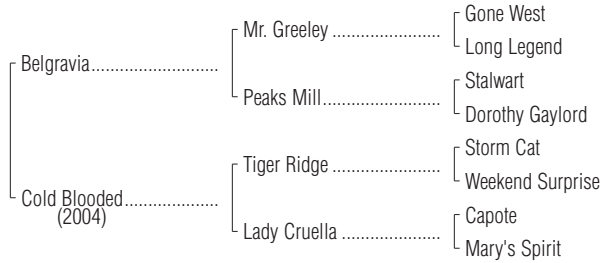 Gone West
Mr. Greeley ....................
Long Legend
Belgravia.......................
Stalwart
Peaks Mill......................
Dorothy Gaylord
Storm Cat
Tiger Ridge ....................
Weekend Surprise
Cold Blooded....................
(2004)
Capote
Lady Cruella ...................
Mary's Spirit